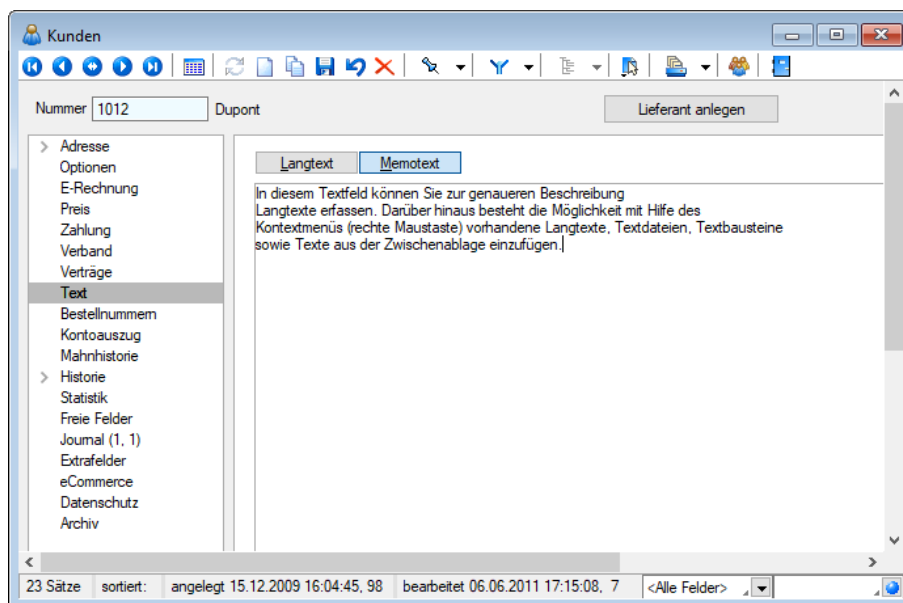 Kunden
Nummer 1012 Dupont Lieferant anlegen
Adresse
Optionen
E-Rechnung
Preis
Zahlung
Verband
Verträge
Text
Bestellnummern
Kontoauszug
Mahnhistorie
Historie
Statistik
Freie Felder
Journal (1, 1)
Extrafelder
eCommerce
Datenschutz
Archiv
Langtext Memotext
In diesem Textfeld können Sie zur genaueren Beschreibung
Langtexte erfassen. Darüber hinaus besteht die Möglichkeit mit Hilfe des
Kontextmenüs (rechte Maustaste) vorhandene Langtexte, Textdateien, Textbausteine
sowie Texte aus der Zwischenablage einzufügen.
23 Sätze sortiert: angelegt 15.12.2009 16:04:45, 98 bearbeitet 06.06.2011 17:15:08, 7 <Alle Felder>